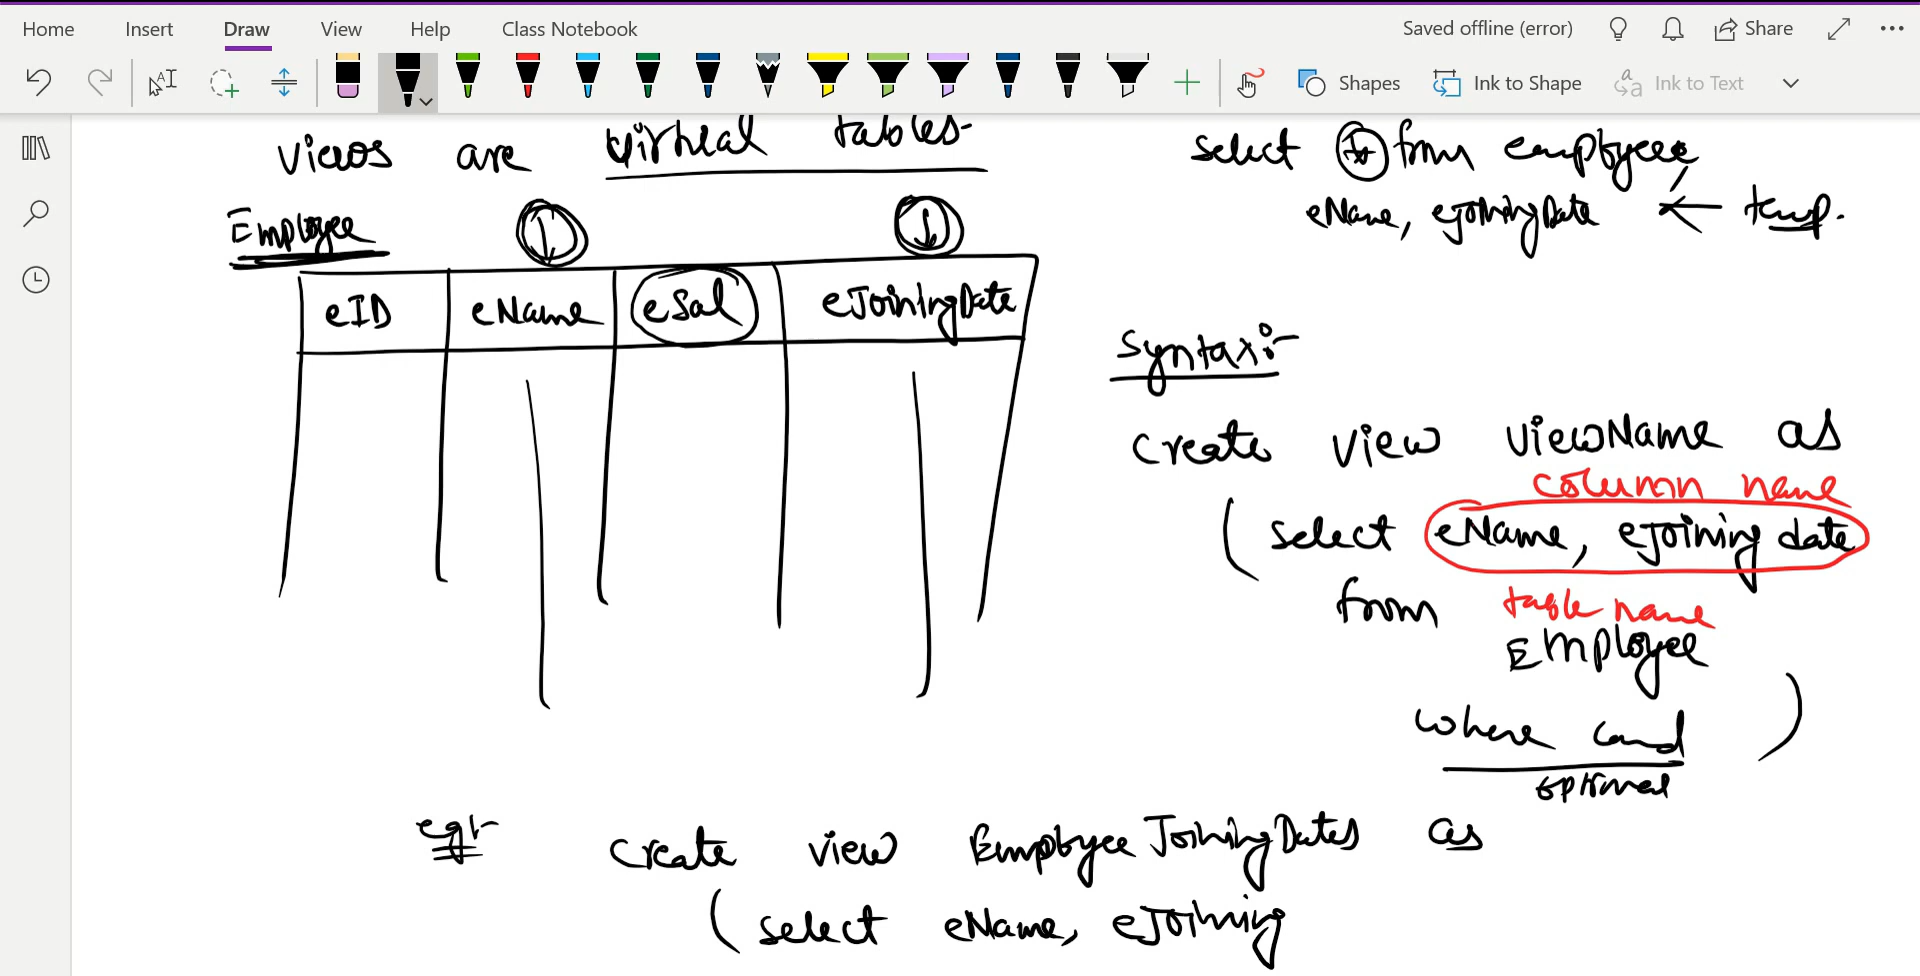 Home Insert Draw View Help Class Notebook Saved offline (error) Share
Shapes Ink to Shape Ink to Text
views are virtual tables-
Employee
eID eName eSal eJoiningDate
select * from employee;
eName, eJoiningDate ← temp.
Syntax:-
create view viewName as
column name
(select eName, eJoining date
from table name
Employee
where cond )
optional
eg:- create view EmployeeJoiningDates as
(select eName, eJoining